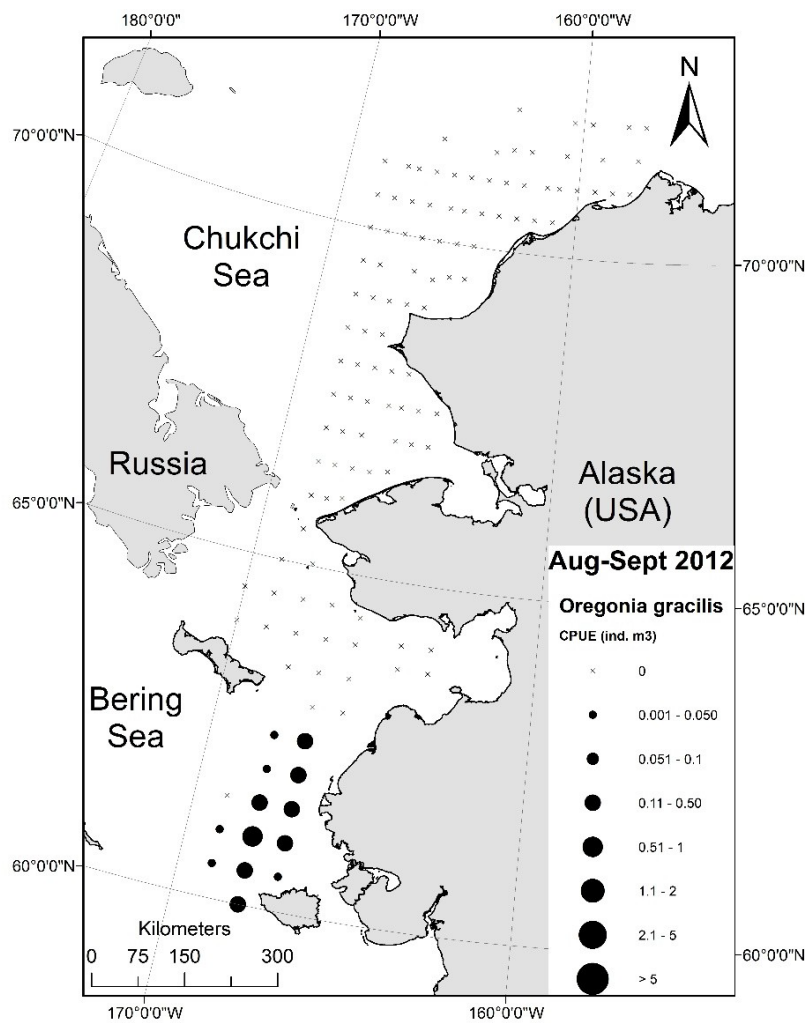 180°0'0"
170°0'0"W
160°0'0"W
N
70°0'0"N
Chukchi
Sea
70°0'0"N
Russia
Alaska
(USA)
65°0'0"N
Aug-Sept 2012
65°0'0"N
Oregonia gracilis
CPUE (ind. m3)
0
Bering
Sea
0.001 - 0.050
0.051 - 0.1
0.11 - 0.50
0.51 - 1
60°0'0"N
1.1 - 2
Kilometers
2.1 - 5
60°0'0"N
0 75 150 300
> 5
170°0'0"W
160°0'0"W